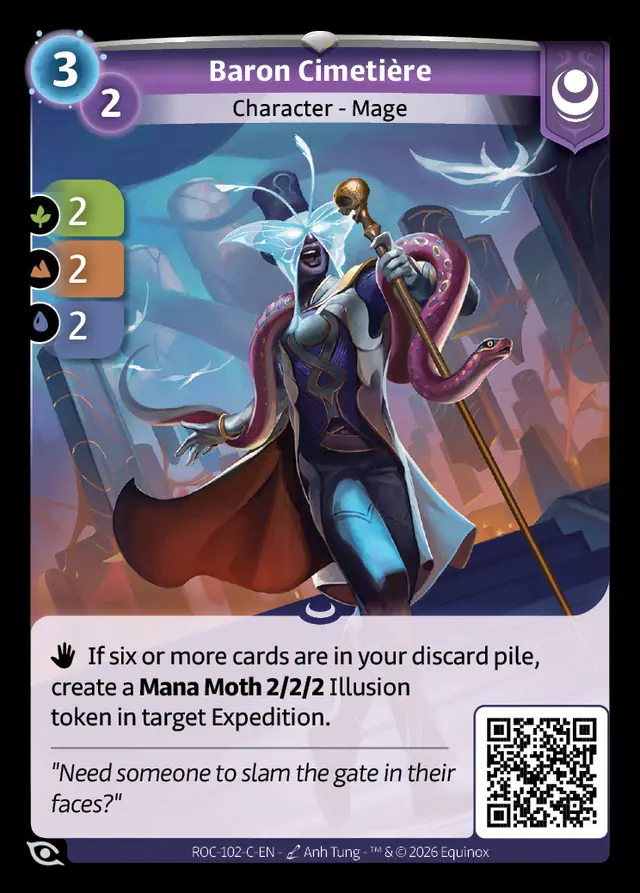 3
Baron Cimetière
2
Character - Mage
2
2
2
If six or more cards are in your discard pile,
create a Mana Moth 2/2/2 Illusion
token in target Expedition.
"Need someone to slam the gate in their
faces?"
ROC-102-C-EN - Anh Tung - ™ & © 2026 Equinox